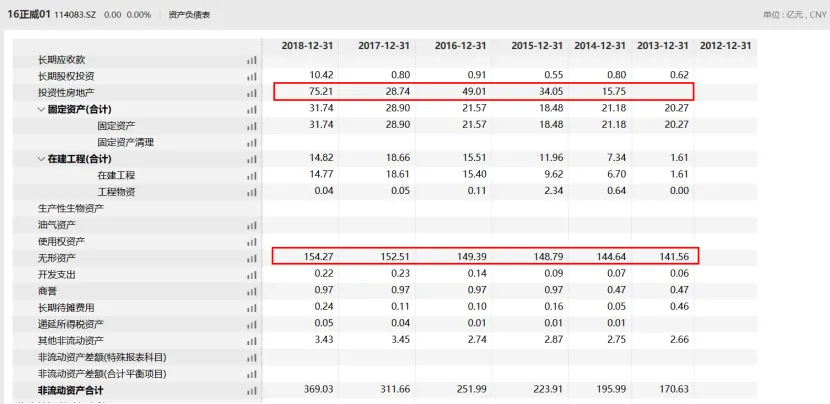 16正威01 114083.SZ 0.00 0.00% 资产负债表 单位 : 亿元 , CNY
2018-12-31 2017-12-31 2016-12-31 2015-12-31 2014-12-31 2013-12-31 2012-12-31
长期应收款
长期股权投资 10.42 0.80 0.91 0.55 0.80 0.62
投资性房地产 75.21 28.74 49.01 34.05 15.75
固定资产(合计) 31.74 28.90 21.57 18.48 21.18 20.27
固定资产 31.74 28.90 21.57 18.48 21.18 20.27
固定资产清理
在建工程(合计) 14.82 18.66 15.51 11.96 7.34 1.61
在建工程 14.77 18.61 15.40 9.62 6.70 1.61
工程物资 0.04 0.05 0.11 2.34 0.64 0.00
生产性生物资产
油气资产
使用权资产
无形资产 154.27 152.51 149.39 148.79 144.64 141.56
开发支出 0.22 0.23 0.14 0.09 0.07 0.06
商誉 0.97 0.97 0.97 0.97 0.47 0.47
长期待摊费用 0.24 0.11 0.10 0.16 0.05 0.46
递延所得税资产 0.05 0.04 0.01 0.01 0.01
其他非流动资产 3.43 3.45 2.74 2.87 2.75 2.66
非流动资产差额(特殊报表科目)
非流动资产差额(合计平衡项目)
非流动资产合计 369.03 311.66 251.99 223.91 195.99 170.63